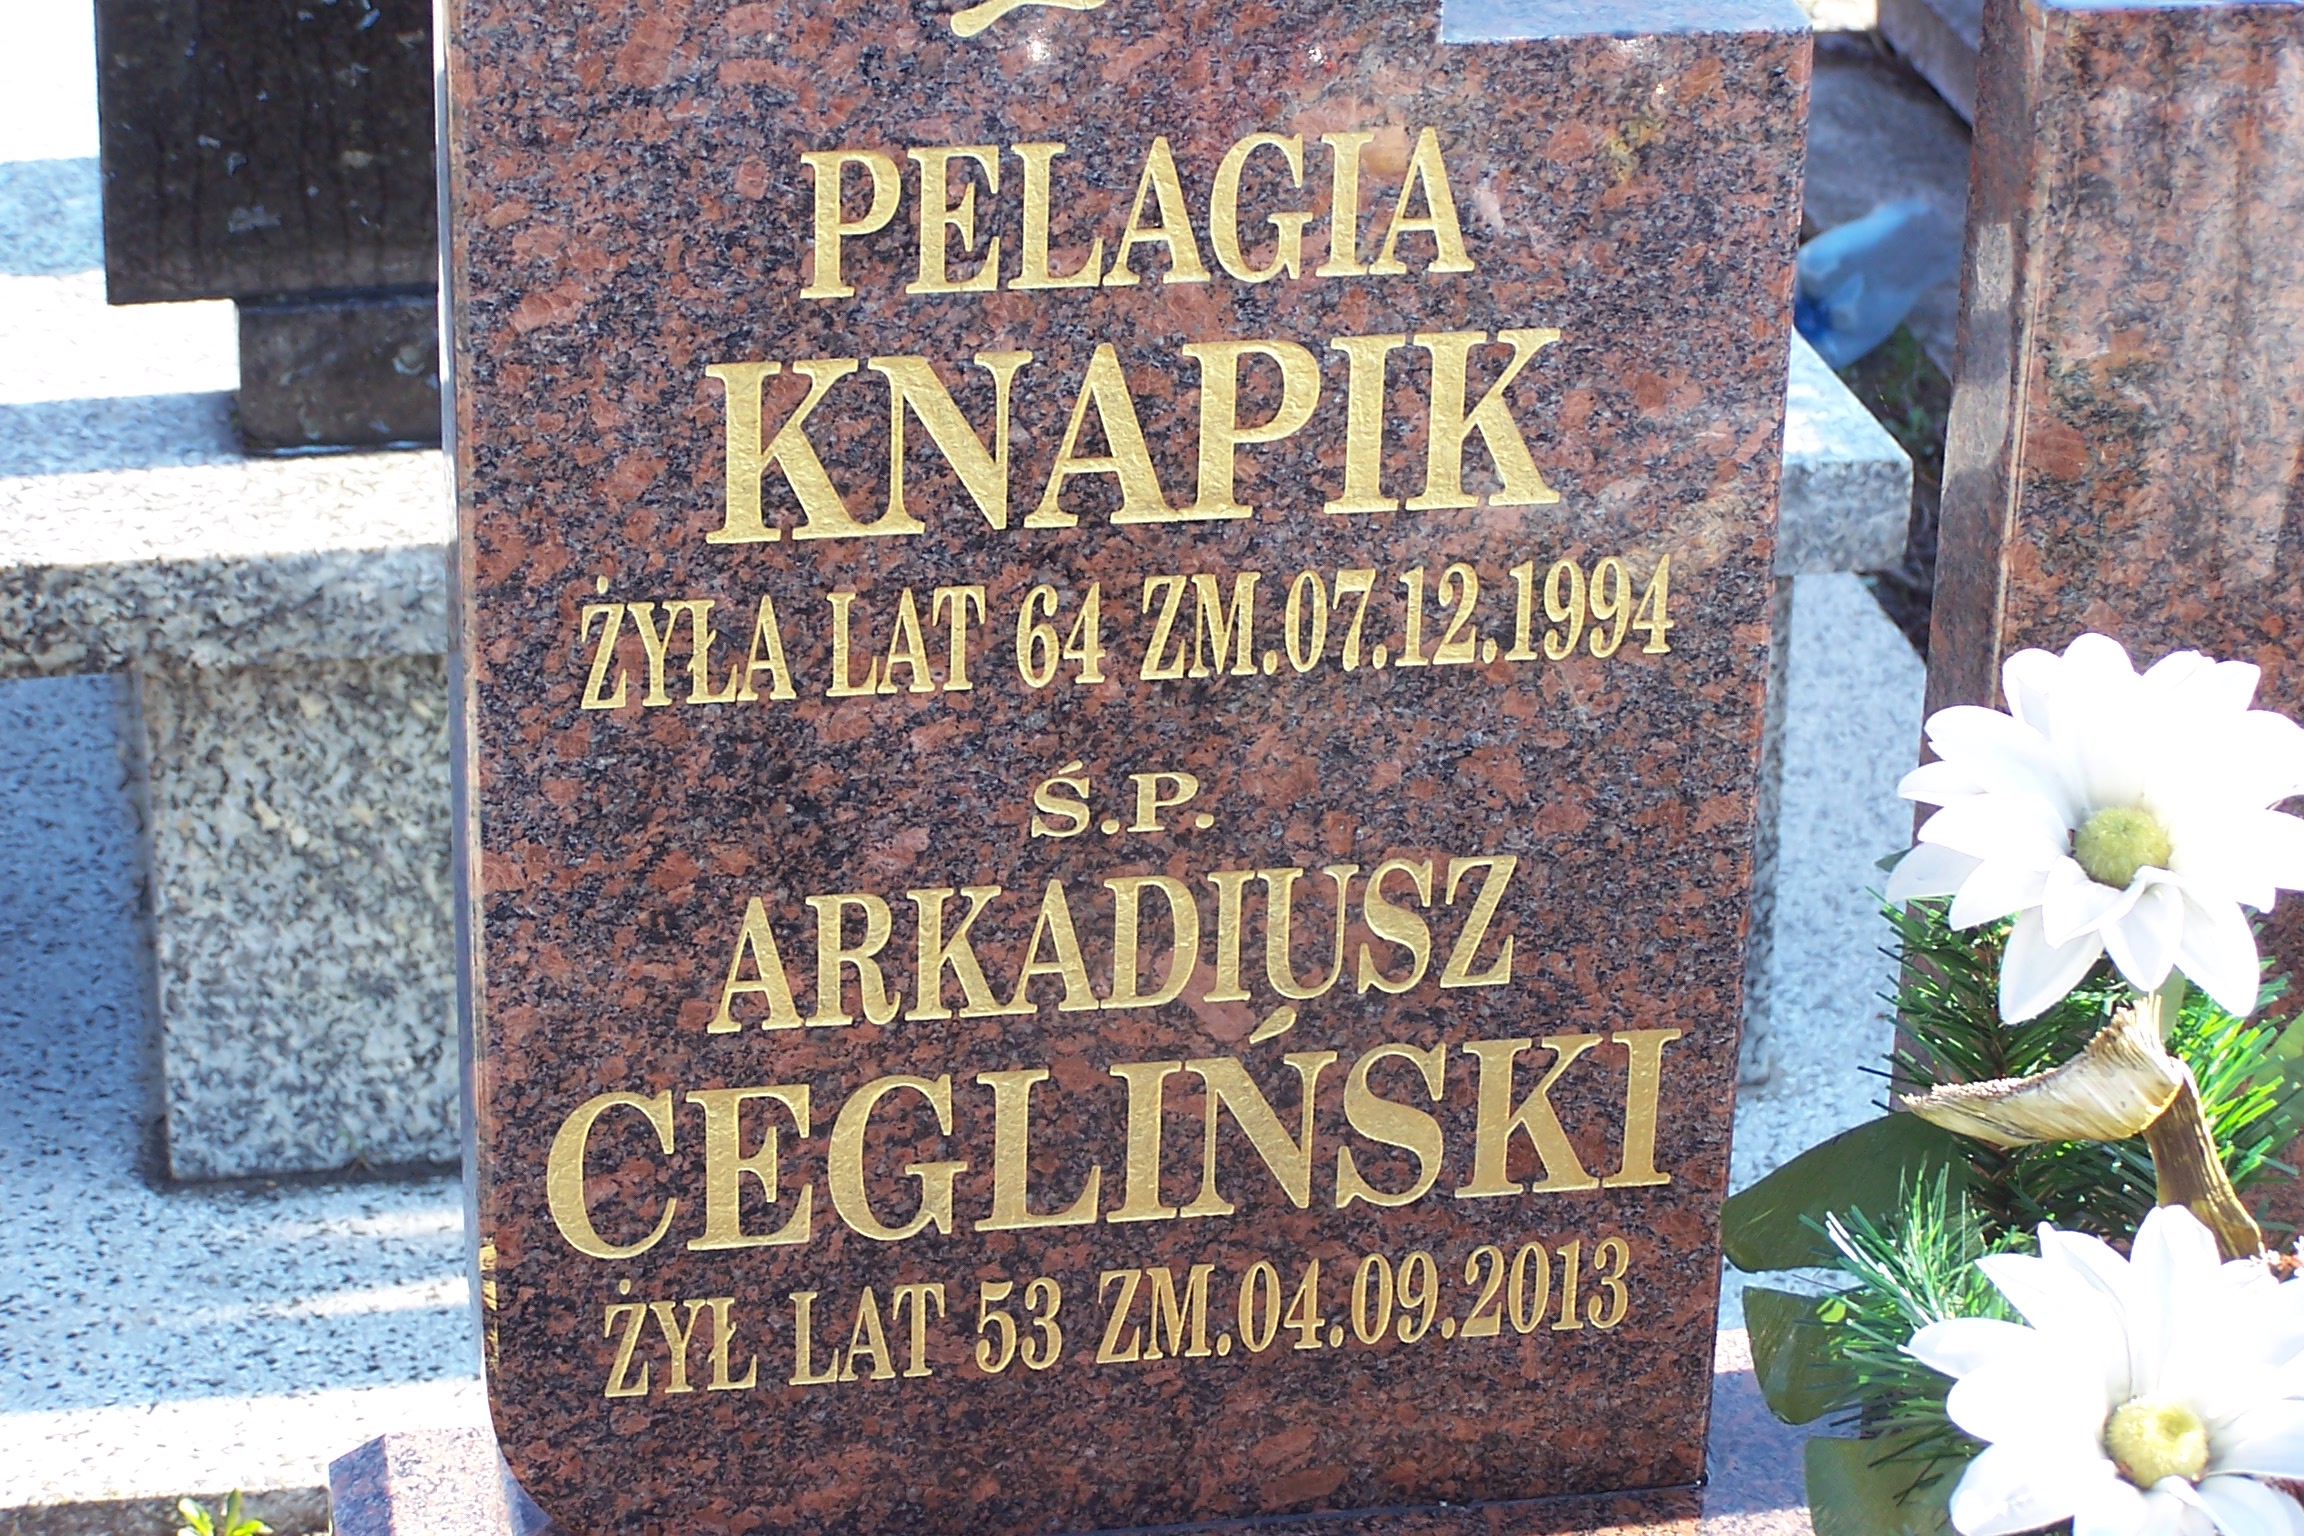 PELAGIA
KNAPIK
ŻYŁA LAT 64 ZM.07.12.1994
Ś.P.
ARKADIUSZ
CEGLIŃSKI
ŻYŁ LAT 53 ZM.04.09.2013